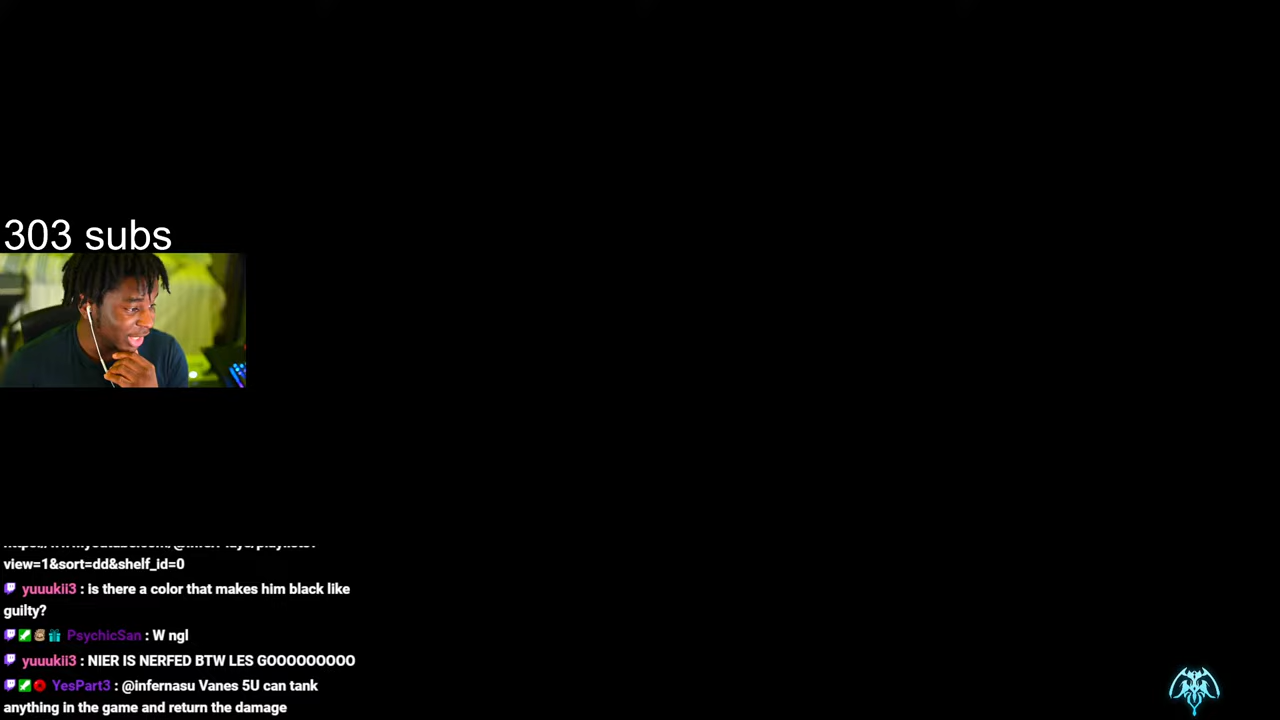 303 subs
view=1&sort=dd&shelf_id=0
yuuukii3 : is there a color that makes him black like
guilty?
PsychicSan : W ngl
yuuukii3 : NIER IS NERFED BTW LES GOOOOOOOOO
YesPart3 : @infernasu Vanes 5U can tank
anything in the game and return the damage